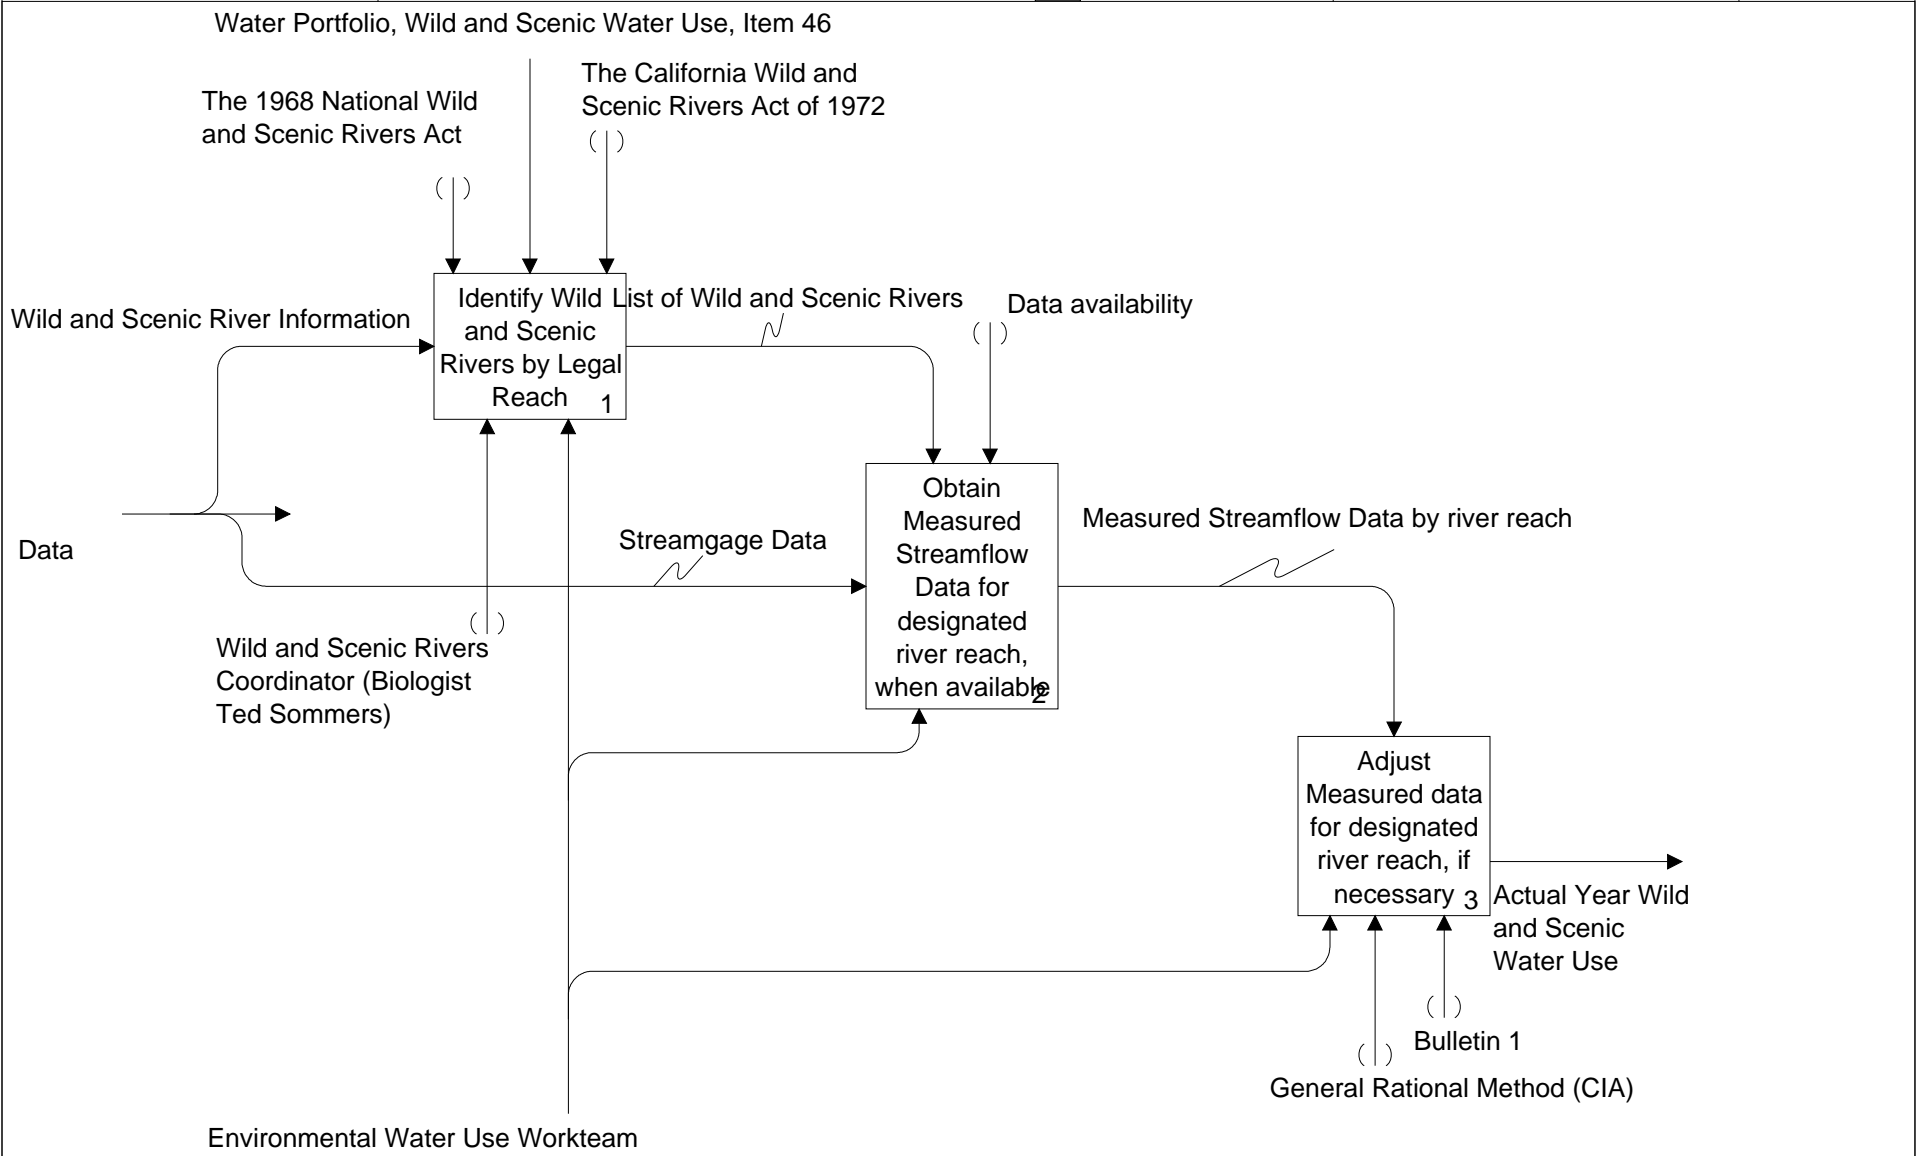 Water Portfolio, Wild and Scenic Water Use, Item 46
The California Wild and
Scenic Rivers Act of 1972
The 1968 National Wild
and Scenic Rivers Act
Wild and Scenic River Information
Identify Wild
and Scenic
Rivers by Legal
Reach
1
List of Wild and Scenic Rivers
Data availability
Data
Streamgage Data
Obtain
Measured
Streamflow
Data for
designated
river reach,
when available
2
Measured Streamflow Data by river reach
Wild and Scenic Rivers
Coordinator (Biologist
Ted Sommers)
Adjust
Measured data
for designated
river reach, if
necessary
3
Actual Year Wild
and Scenic
Water Use
Bulletin 1
General Rational Method (CIA)
Environmental Water Use Workteam